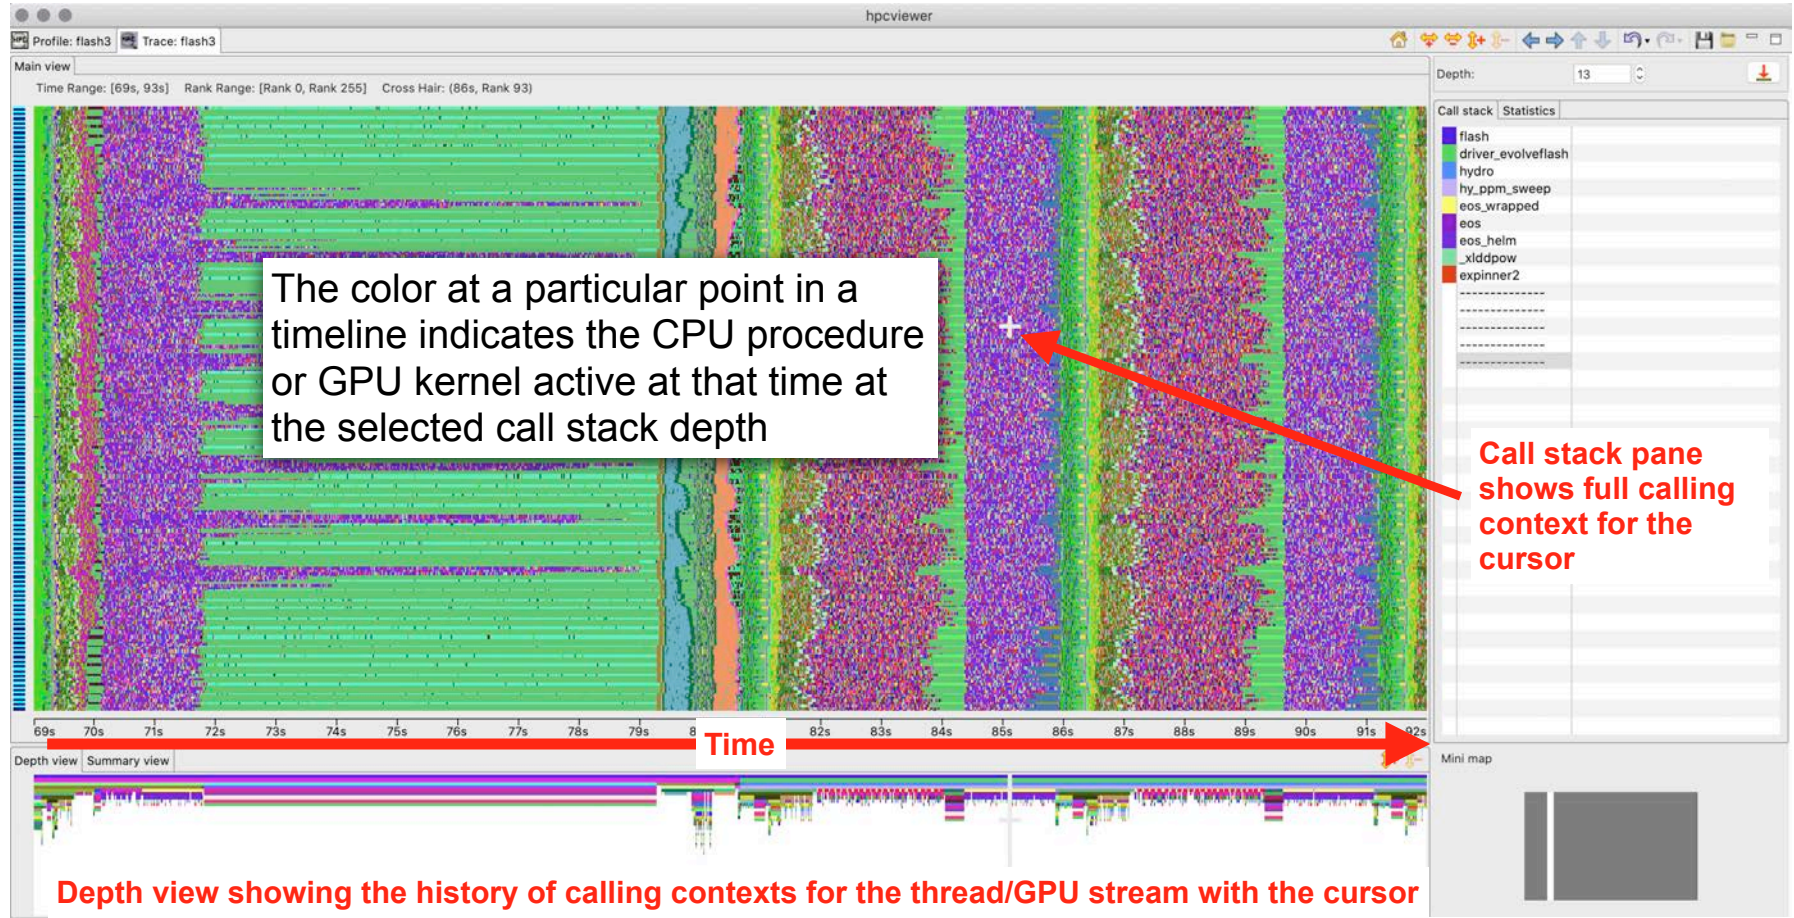 hpcviewer
Profile: flash3
Trace: flash3
Main view
Time Range: [69s, 93s] Rank Range: [Rank 0, Rank 255] Cross Hair: (86s, Rank 93)
Depth:
13
Call stack
Statistics
flash
driver_evolveflash
hydro
hy_ppm_sweep
eos_wrapped
eos
eos_helm
_xlddpow
expinner2
--------------
--------------
--------------
--------------
--------------
The color at a particular point in a
timeline indicates the CPU procedure
or GPU kernel active at that time at
the selected call stack depth
Call stack pane
shows full calling
context for the
cursor
69s 70s 71s 72s 73s 74s 75s 76s 77s 78s 79s 8 82s 83s 84s 85s 86s 87s 88s 89s 90s 91s 92s
Time
Depth view
Summary view
Mini map
Depth view showing the history of calling contexts for the thread/GPU stream with the cursor